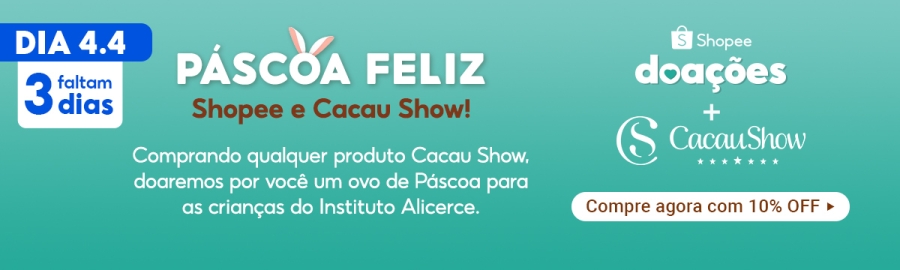 DIA 4.4
3 faltam
dias
PÁSCOA FELIZ
Shopee e Cacau Show!
Comprando qualquer produto Cacau Show,
doaremos por você um ovo de Páscoa para
as crianças do Instituto Alicerce.
S Shopee
doações
+
CS CacauShow
Compre agora com 10% OFF